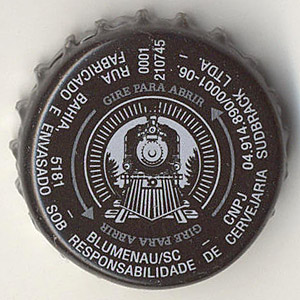 FABRICADO E ENVASADO SOB RESPONSABILIDADE DE CERVEJARIA SUBRACK LTDA.
RUA BAHIA, 5181 – BLUMENAU/SC – CNPJ 04.914.890/0001-06
0001
210745
GIRE PARA ABRIR
GIRE PARA ABRIR